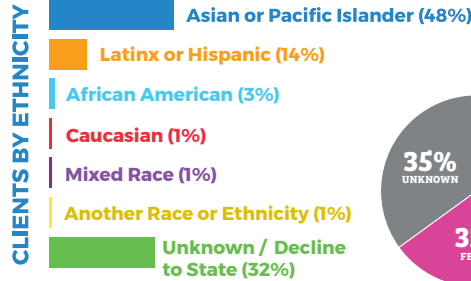 CLIENTS BY ETHNICITY
Asian or Pacific Islander (48%)
Latinx or Hispanic (14%)
African American (3%)
Caucasian (1%)
Mixed Race (1%)
Another Race or Ethnicity (1%)
Unknown / Decline
to State (32%)
35%
UNKNOWN